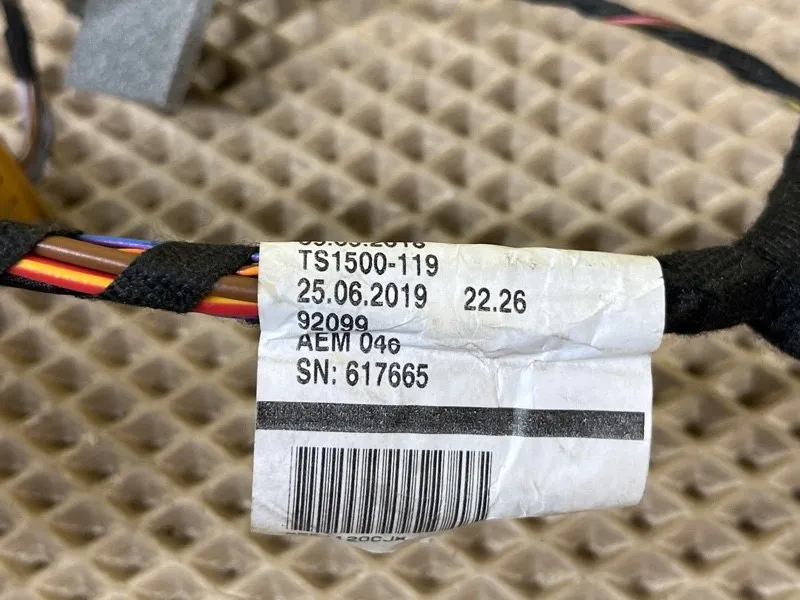 TS1500-119
25.06.2019 22.26
92099
AEM 046
SN: 617665